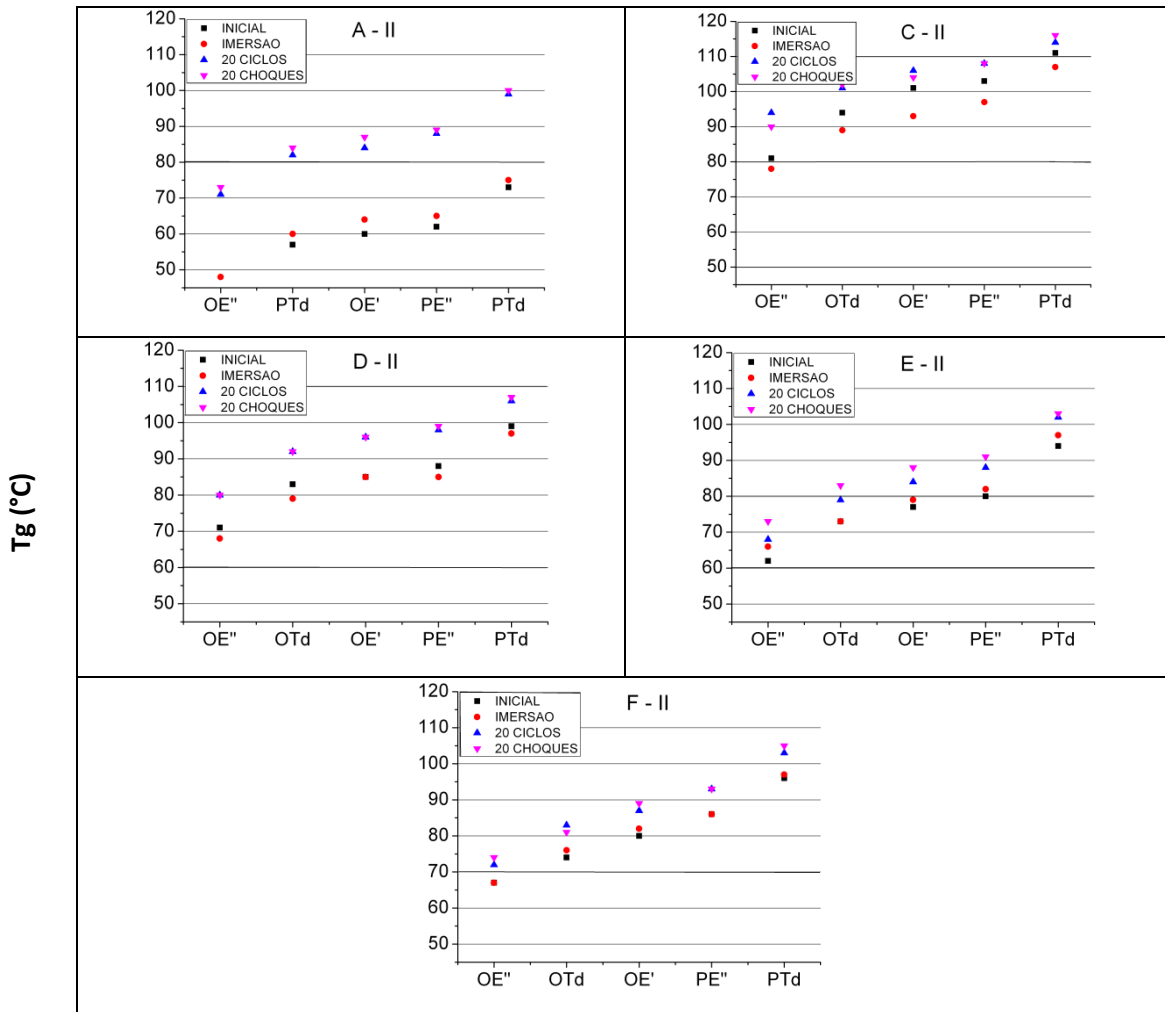 Tg (°C)
A - II
INICIAL
IMERSAO
20 CICLOS
20 CHOQUES
120
110
100
90
80
70
60
50
OE" PTd OE' PE" PTd
C - II
INICIAL
IMERSAO
20 CICLOS
20 CHOQUES
120
110
100
90
80
70
60
50
OE" OTd OE' PE" PTd
D - II
INICIAL
IMERSAO
20 CICLOS
20 CHOQUES
120
110
100
90
80
70
60
50
OE" OTd OE' PE" PTd
E - II
INICIAL
IMERSAO
20 CICLOS
20 CHOQUES
120
110
100
90
80
70
60
50
OE" OTd OE' PE" PTd
F - II
INICIAL
IMERSAO
20 CICLOS
20 CHOQUES
120
110
100
90
80
70
60
50
OE" OTd OE' PE" PTd